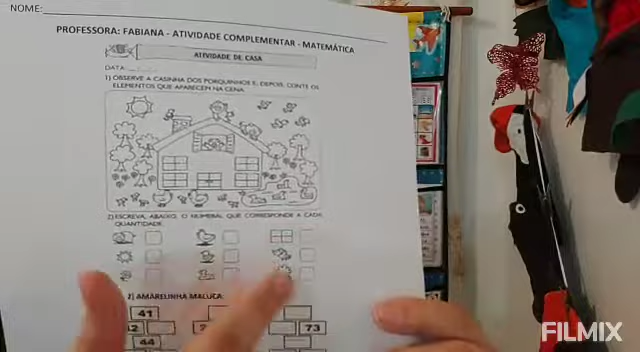 NOME:
PROFESSORA: FABIANA - ATIVIDADE COMPLEMENTAR - MATEMÁTICA
ATIVIDADE DE CASA
DATA:
1) OBSERVE A CASINHA DOS PORQUINHOS E, DEPOIS, CONTE OS
ELEMENTOS QUE APARECEM NA CENA.
2) ESCREVA, ABAIXO, O NUMERAL QUE CORRESPONDE A CADA
QUANTIDADE.
2) AMARELINHA MALUCA:
41
73
44
FILMIX